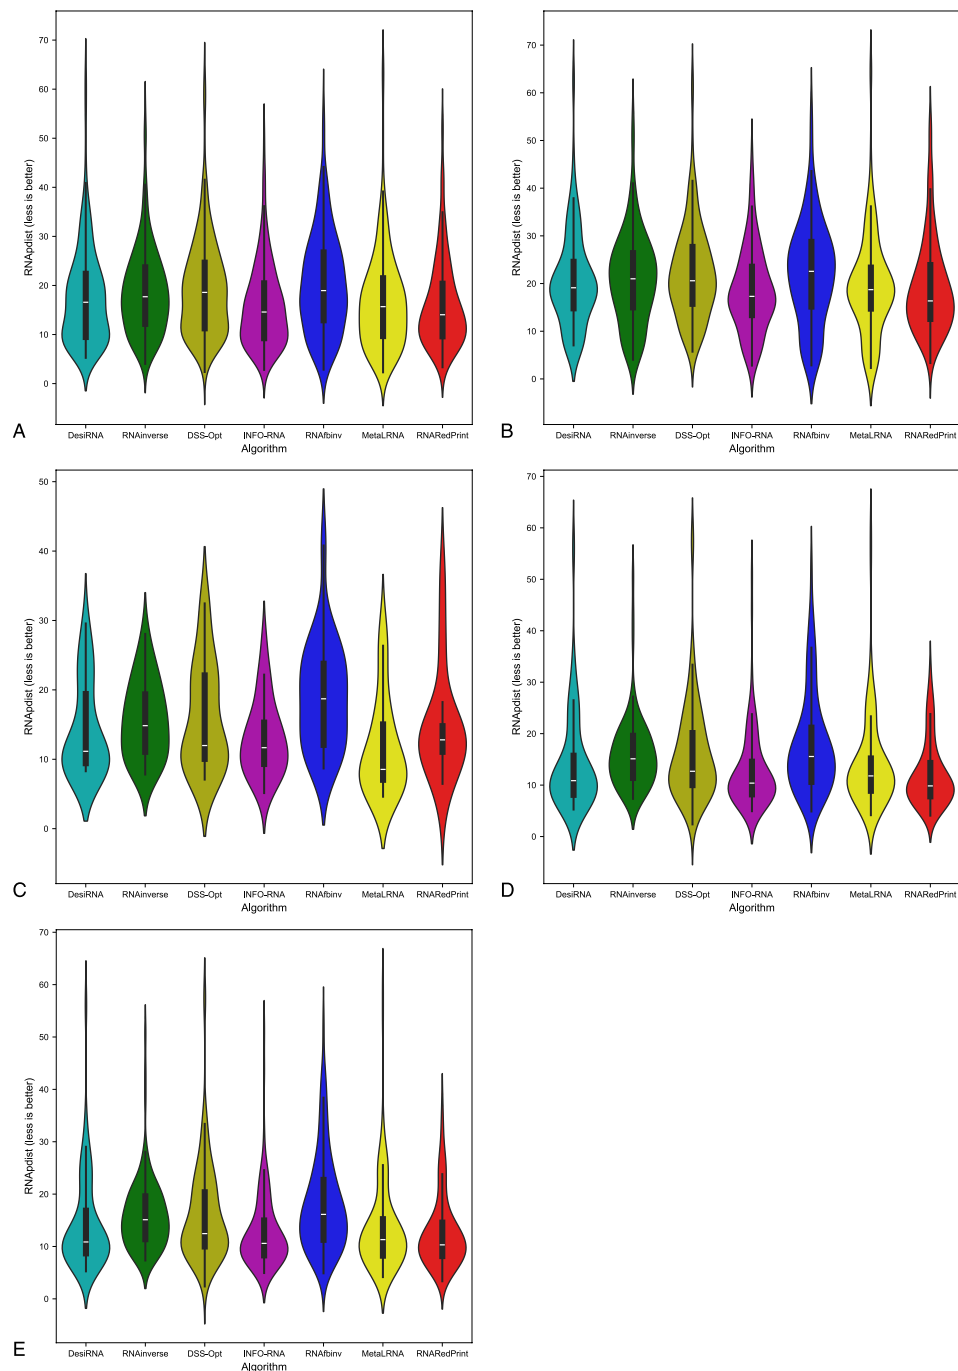 70
60
50
40
30
20
10
0
RNApdist (less is better)
DesiRNA RNAinverse DSS-Opt INFO-RNA RNAfbinv MetaLRNA RNARedPrint
Algorithm
A
70
60
50
40
30
20
10
0
RNApdist (less is better)
DesiRNA RNAinverse DSS-Opt INFO-RNA RNAfbinv MetaLRNA RNARedPrint
Algorithm
B
50
40
30
20
10
0
RNApdist (less is better)
DesiRNA RNAinverse DSS-Opt INFO-RNA RNAfbinv MetaLRNA RNARedPrint
Algorithm
C
70
60
50
40
30
20
10
0
RNApdist (less is better)
DesiRNA RNAinverse DSS-Opt INFO-RNA RNAfbinv MetaLRNA RNARedPrint
Algorithm
D
70
60
50
40
30
20
10
0
RNApdist (less is better)
DesiRNA RNAinverse DSS-Opt INFO-RNA RNAfbinv MetaLRNA RNARedPrint
Algorithm
E